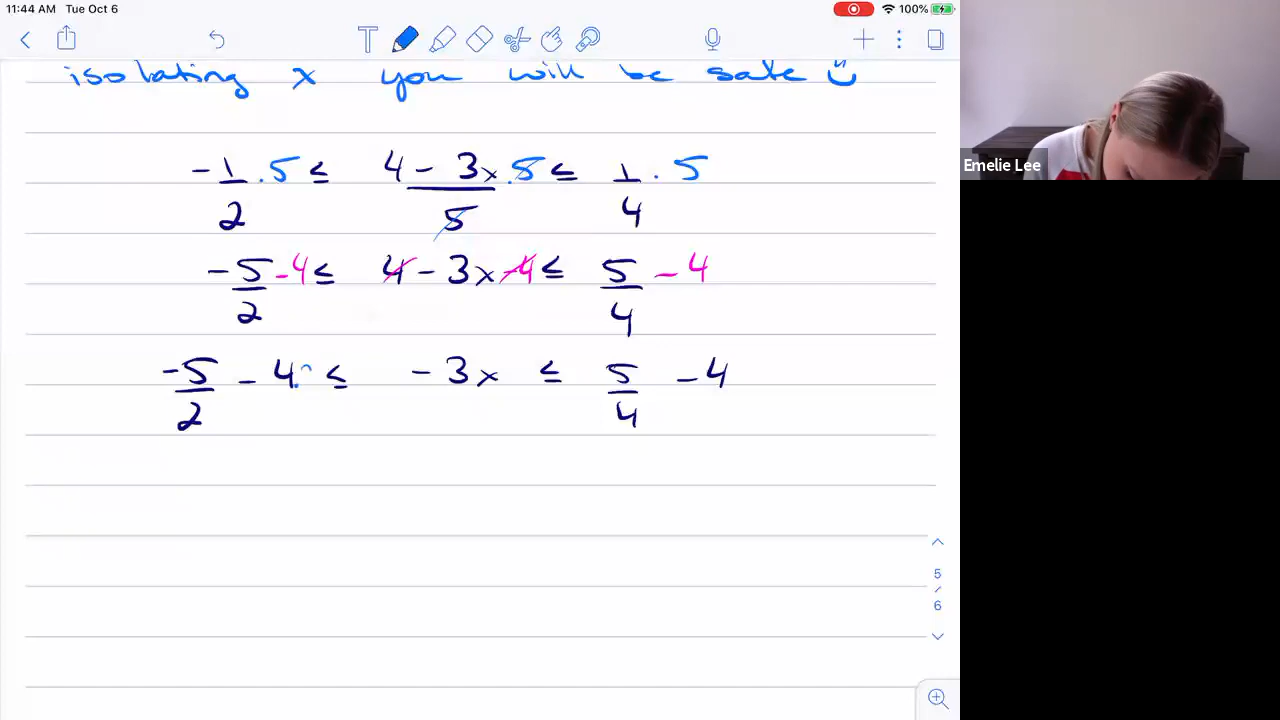 11:44 AM Tue Oct 6 100%
T
isolating x you will be safe
Emelie Lee
-1/2 .5 ≤ 4 - 3x/5 .5 ≤ 1/4 . 5
-5/2 -4 ≤ 4 - 3x -4 ≤ 5/4 - 4
-5/2 - 4. ≤ - 3x ≤ 5/4 - 4
5
/
6